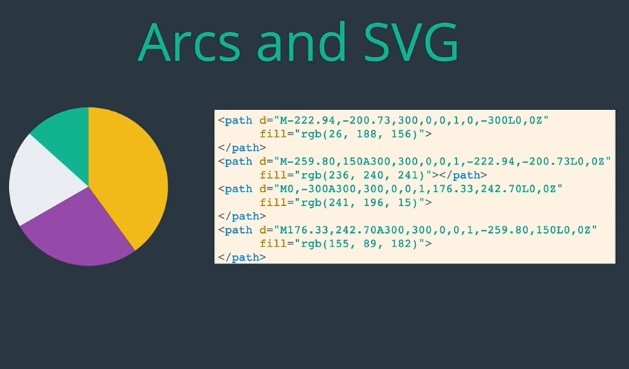 Arcs and SVG
<path d="M-222.94,-200.73,300,0,0,1,0,-300L0,0Z"
fill="rgb(26, 188, 156)">
</path>
<path d="M-259.80,150A300,300,0,0,1,-222.94,-200.73L0,0Z"
fill="rgb(236, 240, 241)"></path>
<path d="M0,-300A300,300,0,0,1,176.33,242.70L0,0Z"
fill="rgb(241, 196, 15)">
</path>
<path d="M176.33,242.70A300,300,0,0,1,-259.80,150L0,0Z"
fill="rgb(155, 89, 182)">
</path>